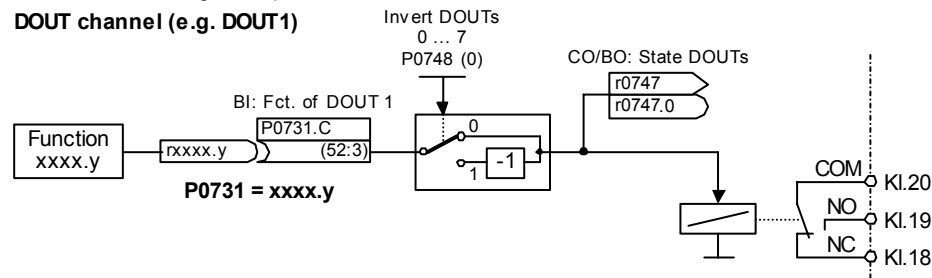 DOUT channel (e.g. DOUT1)
Invert DOUTs
0 ... 7
P0748 (0)
CO/BO: State DOUTs
r0747
r0747.0
BI: Fct. of DOUT 1
P0731.C
(52:3)
Function
xxxx.y
rxxxx.y
0
1
-1
P0731 = xxxx.y
COM
Kl.20
NO
Kl.19
NC
Kl.18